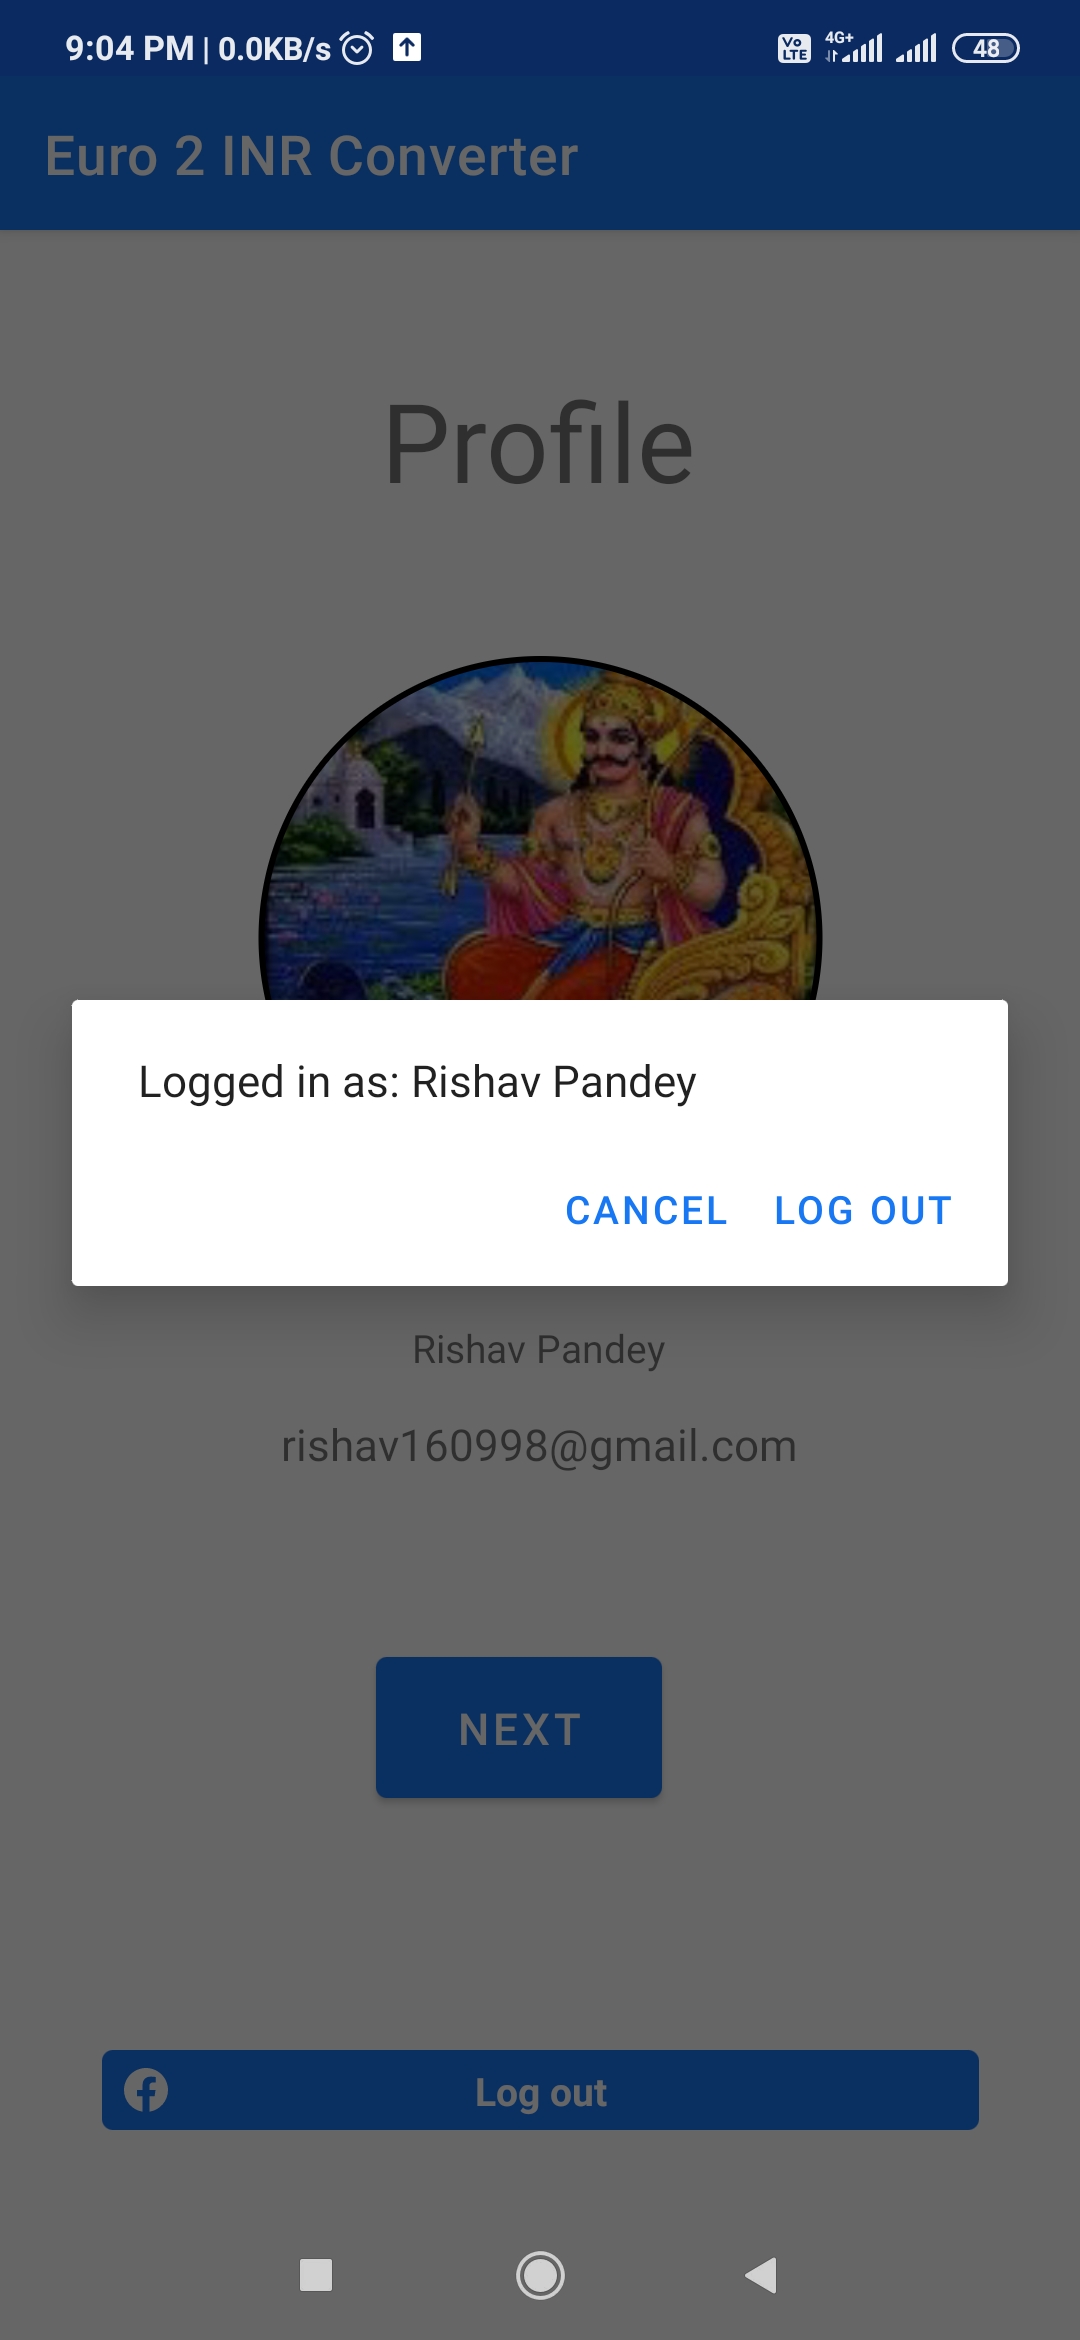 9:04 PM | 0.0KB/s Vo LTE 4G+ 48
Euro 2 INR Converter
Profile
Logged in as: Rishav Pandey
CANCEL LOG OUT
Rishav Pandey
rishav160998@gmail.com
NEXT
Log out